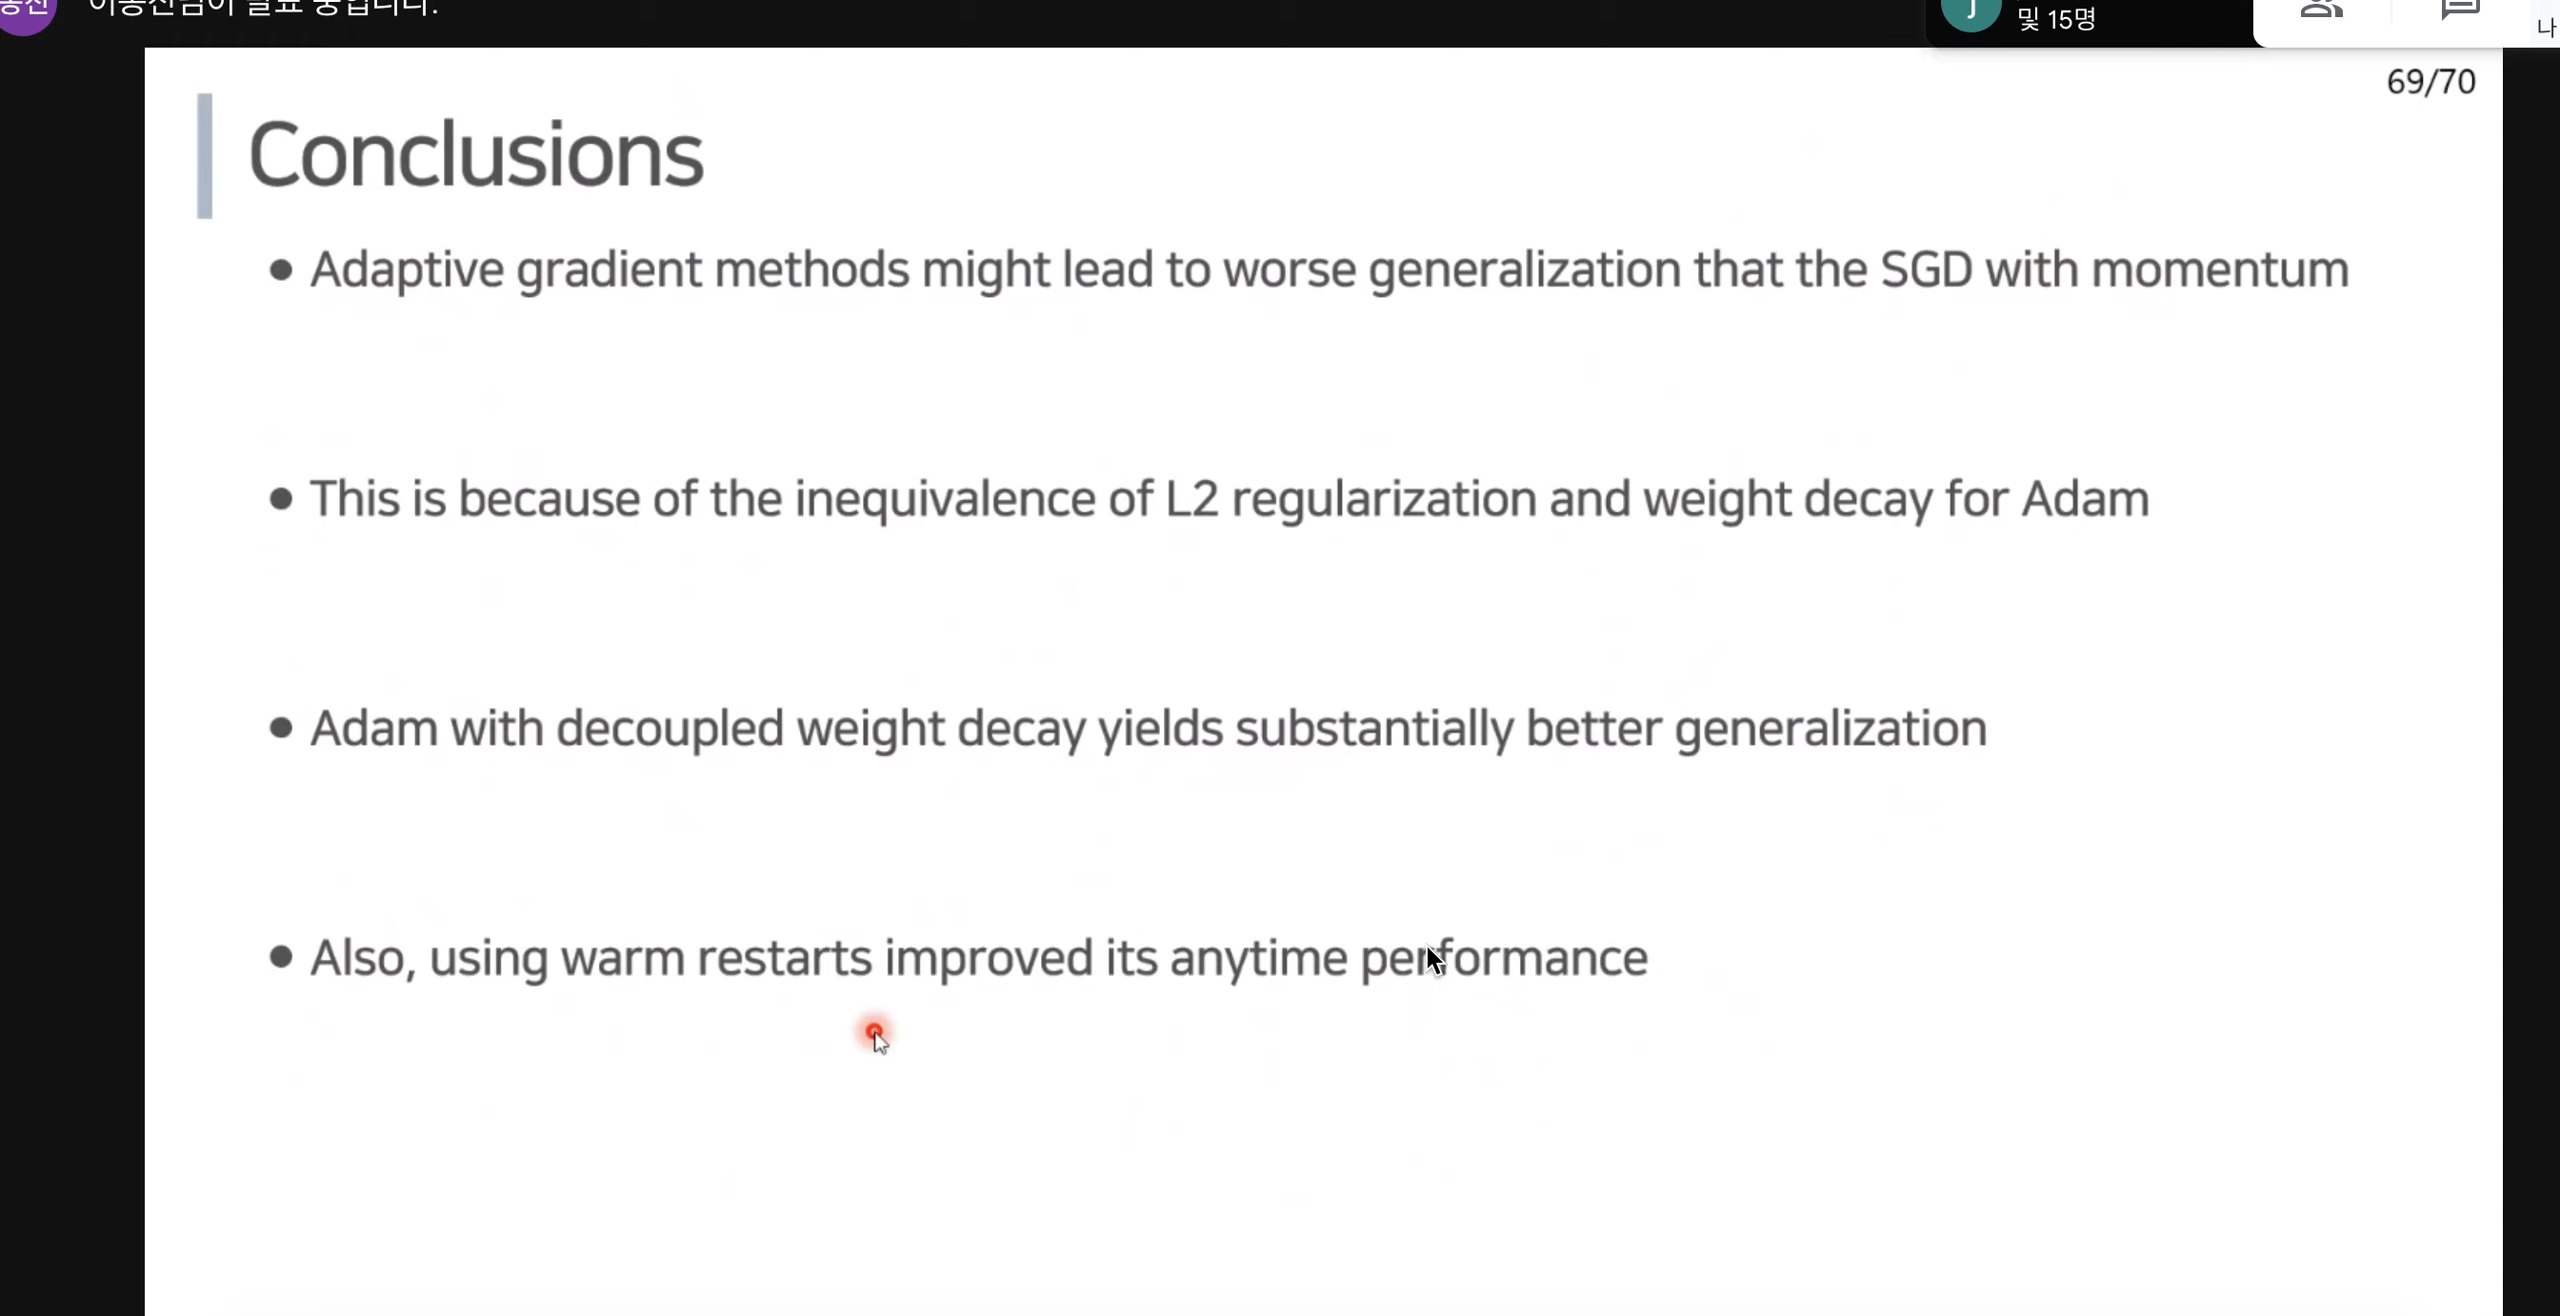 및 15명
나
69/70
Conclusions
● Adaptive gradient methods might lead to worse generalization that the SGD with momentum
● This is because of the inequivalence of L2 regularization and weight decay for Adam
● Adam with decoupled weight decay yields substantially better generalization
● Also, using warm restarts improved its anytime performance